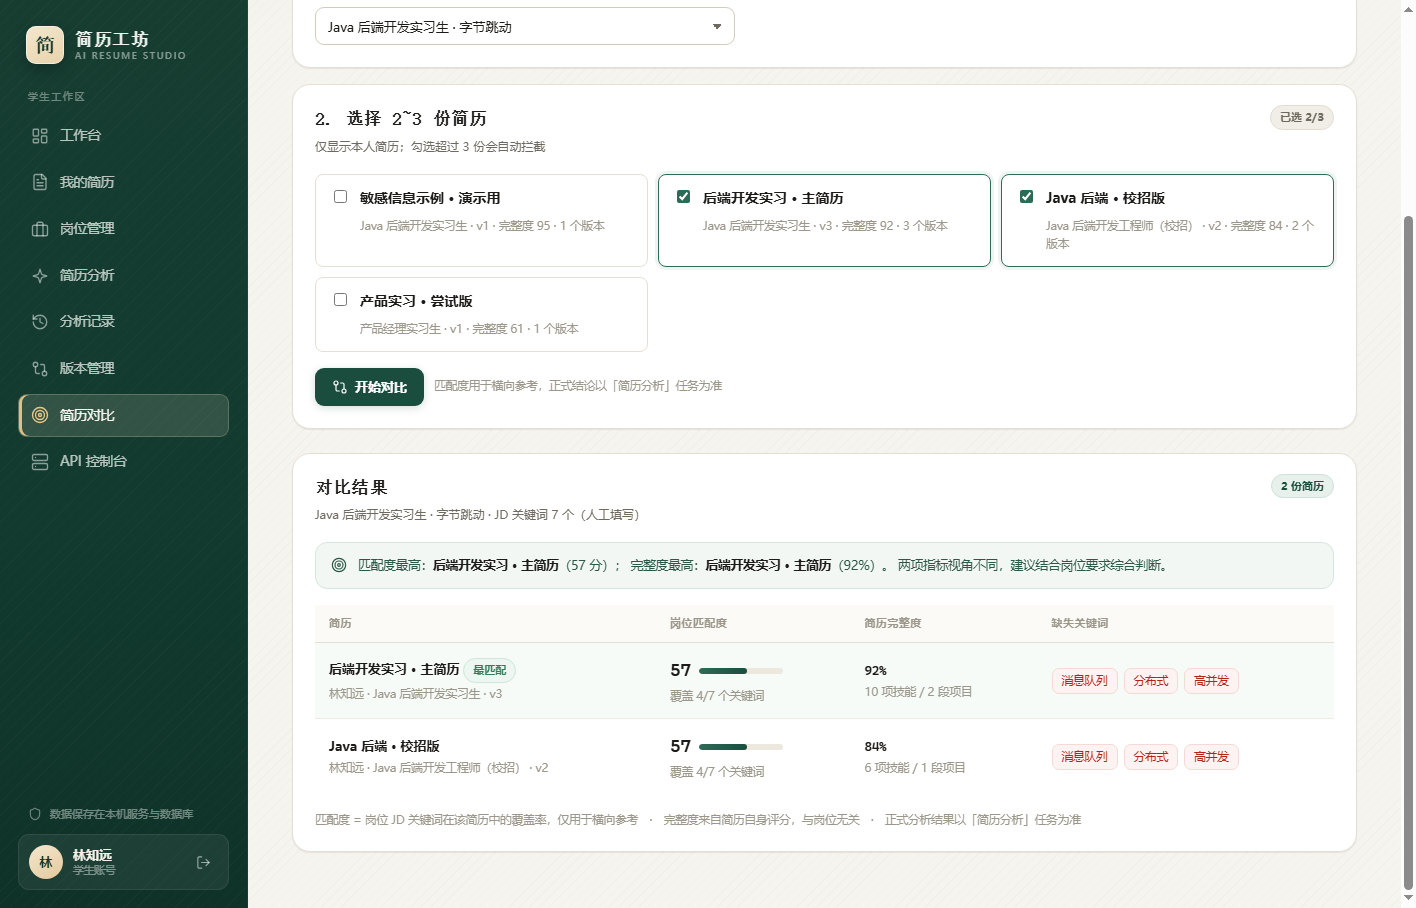 简
简历工坊
AI RESUME STUDIO
学生工作区
工作台
我的简历
岗位管理
简历分析
分析记录
版本管理
简历对比
API 控制台
数据保存在本机服务与数据库
林
林知远
学生账号
Java 后端开发实习生 · 字节跳动
2. 选择 2~3 份简历
已选 2/3
仅显示本人简历；勾选超过 3 份会自动拦截
敏感信息示例 • 演示用
Java 后端开发实习生 · v1 · 完整度 95 · 1 个版本
后端开发实习 • 主简历
Java 后端开发实习生 · v3 · 完整度 92 · 3 个版本
Java 后端 • 校招版
Java 后端开发工程师（校招） · v2 · 完整度 84 · 2 个
版本
产品实习 • 尝试版
产品经理实习生 · v1 · 完整度 61 · 1 个版本
开始对比
匹配度用于横向参考，正式结论以「简历分析」任务为准
对比结果
2 份简历
Java 后端开发实习生 · 字节跳动 · JD 关键词 7 个（人工填写）
匹配度最高：后端开发实习 • 主简历（57 分）； 完整度最高：后端开发实习 • 主简历（92%）。 两项指标视角不同，建议结合岗位要求综合判断。
简历 岗位匹配度 简历完整度 缺失关键词
后端开发实习 • 主简历 最匹配 57 92% 消息队列 分布式 高并发
林知远 · Java 后端开发实习生 · v3 覆盖 4/7 个关键词 10 项技能 / 2 段项目
Java 后端 • 校招版 57 84% 消息队列 分布式 高并发
林知远 · Java 后端开发工程师（校招） · v2 覆盖 4/7 个关键词 6 项技能 / 1 段项目
匹配度 = 岗位 JD 关键词在该简历中的覆盖率，仅用于横向参考 · 完整度来自简历自身评分，与岗位无关 · 正式分析结果以「简历分析」任务为准